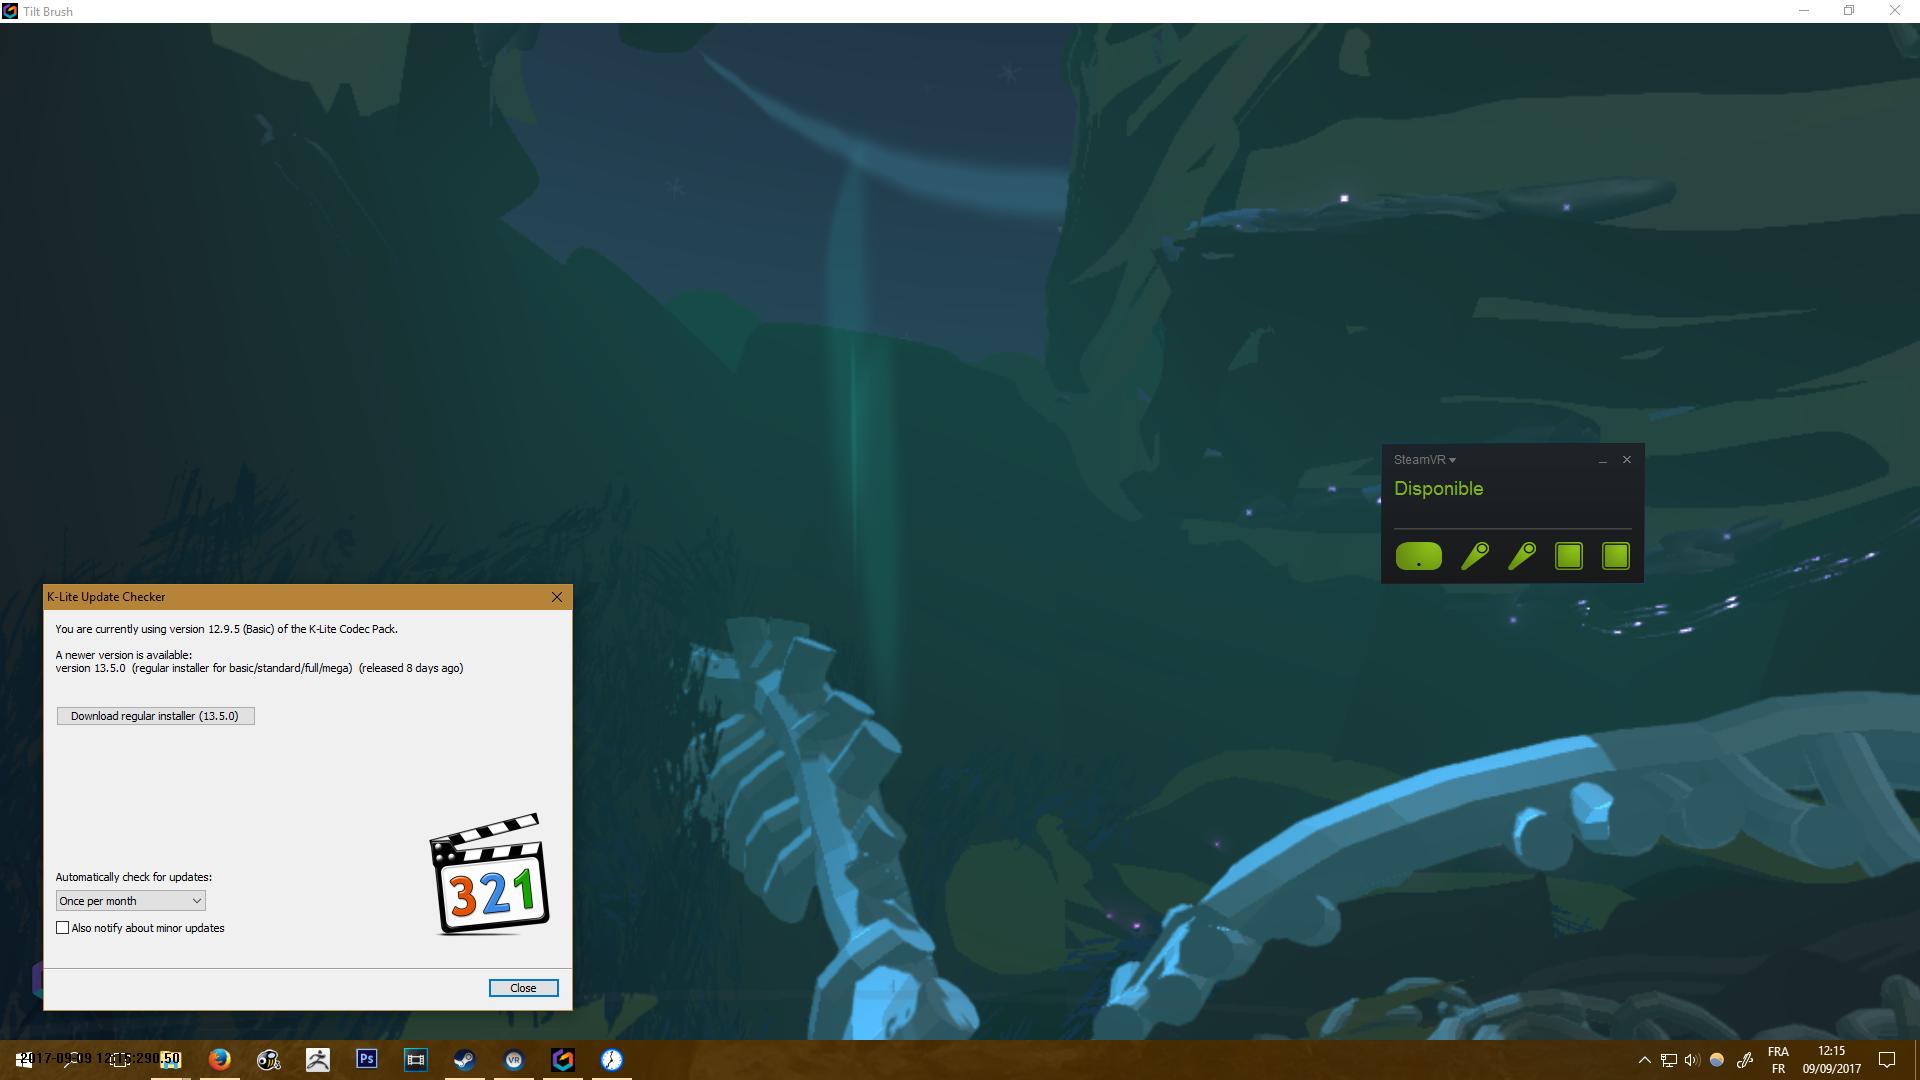 Tilt Brush
SteamVR
Disponible
K-Lite Update Checker
You are currently using version 12.9.5 (Basic) of the K-Lite Codec Pack.
A newer version is available:
version 13.5.0 (regular installer for basic/standard/full/mega) (released 8 days ago)
Download regular installer (13.5.0)
321
Automatically check for updates:
Once per month
Also notify about minor updates
Close
2017-09-09 12:15:290.50
Ps
VR
FRA
FR
12:15
09/09/2017